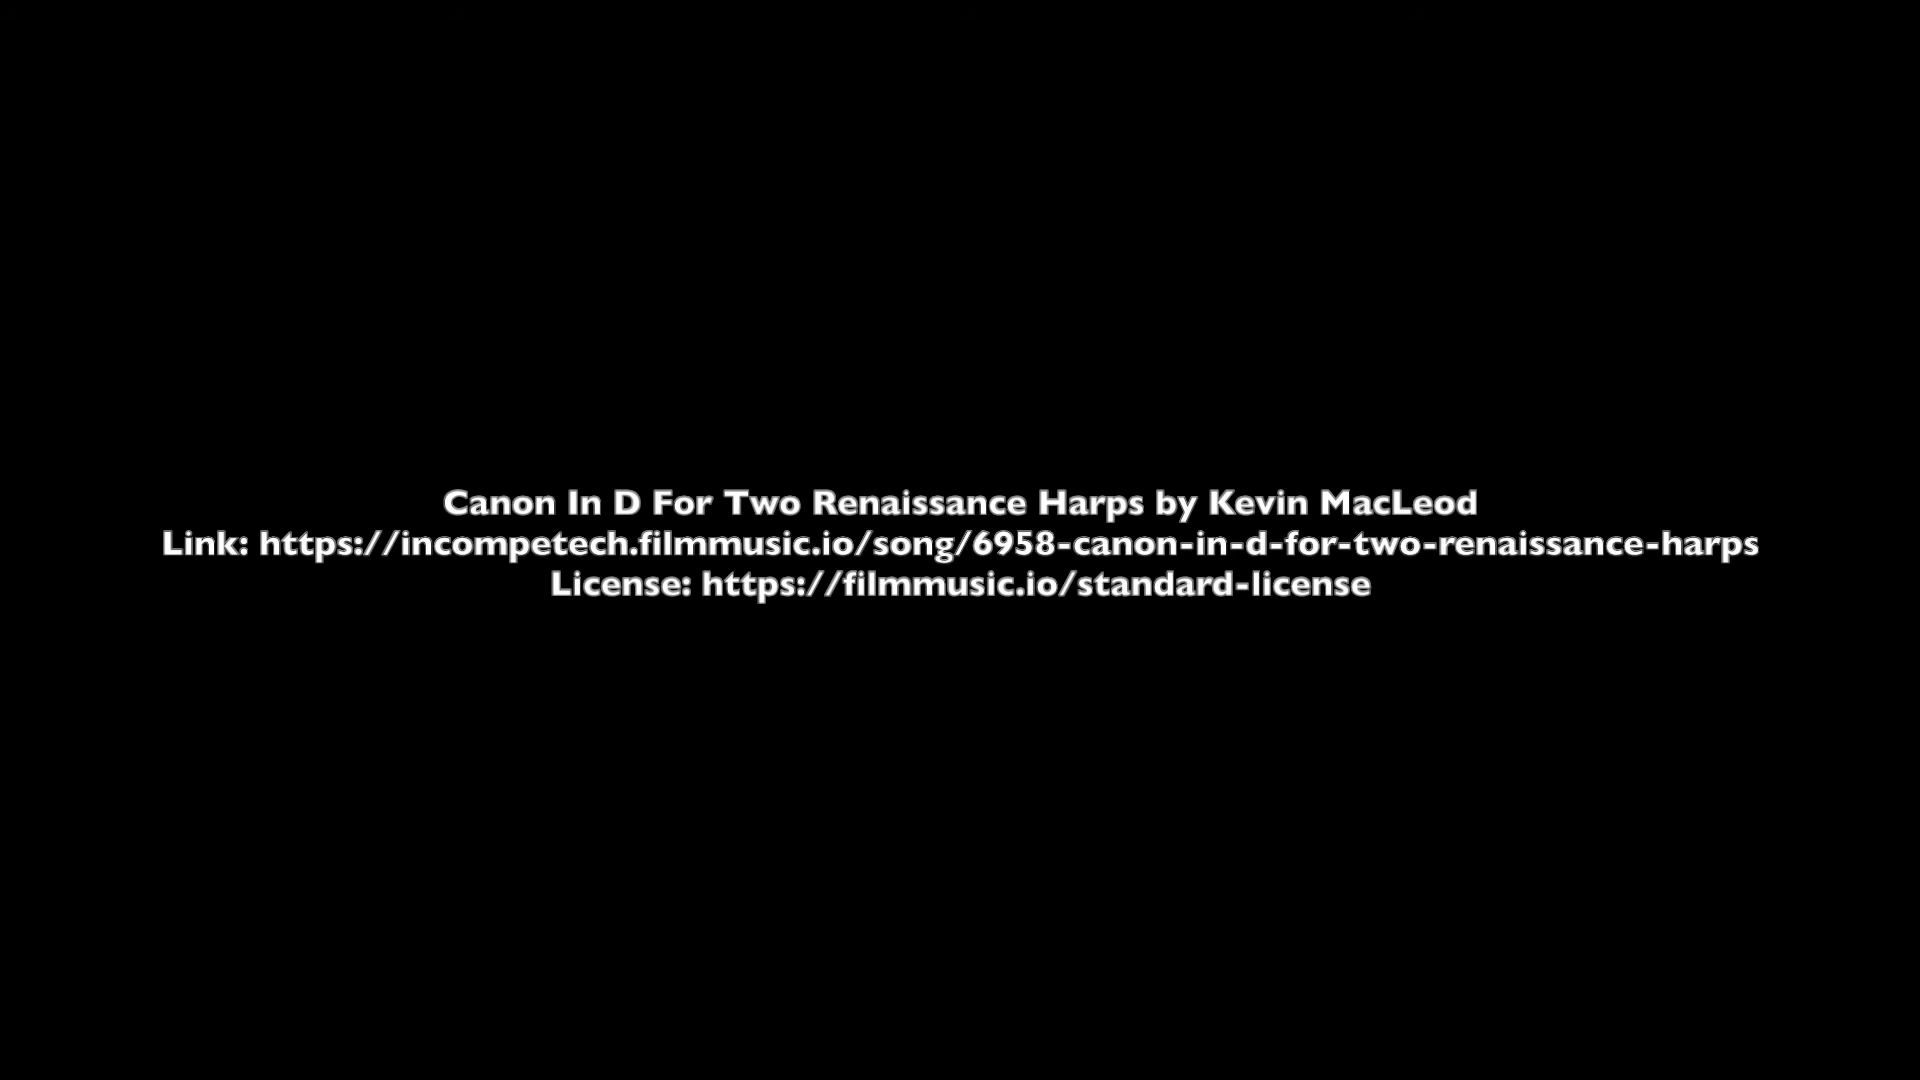 Canon In D For Two Renaissance Harps by Kevin MacLeod
Link: https://incompetech.filmmusic.io/song/6958-canon-in-d-for-two-renaissance-harps
License: https://filmmusic.io/standard-license